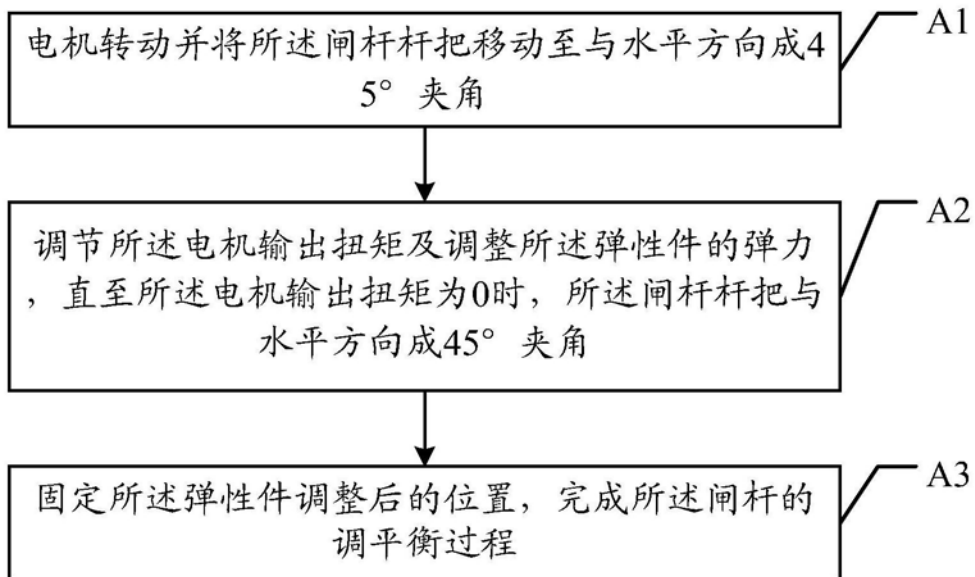 电机转动并将所述闸杆杆把移动至与水平方向成4
5°夹角
A1
调节所述电机输出扭矩及调整所述弹性件的弹力
，直至所述电机输出扭矩为0时，所述闸杆杆把与
水平方向成45°夹角
A2
固定所述弹性件调整后的位置，完成所述闸杆的
调平衡过程
A3